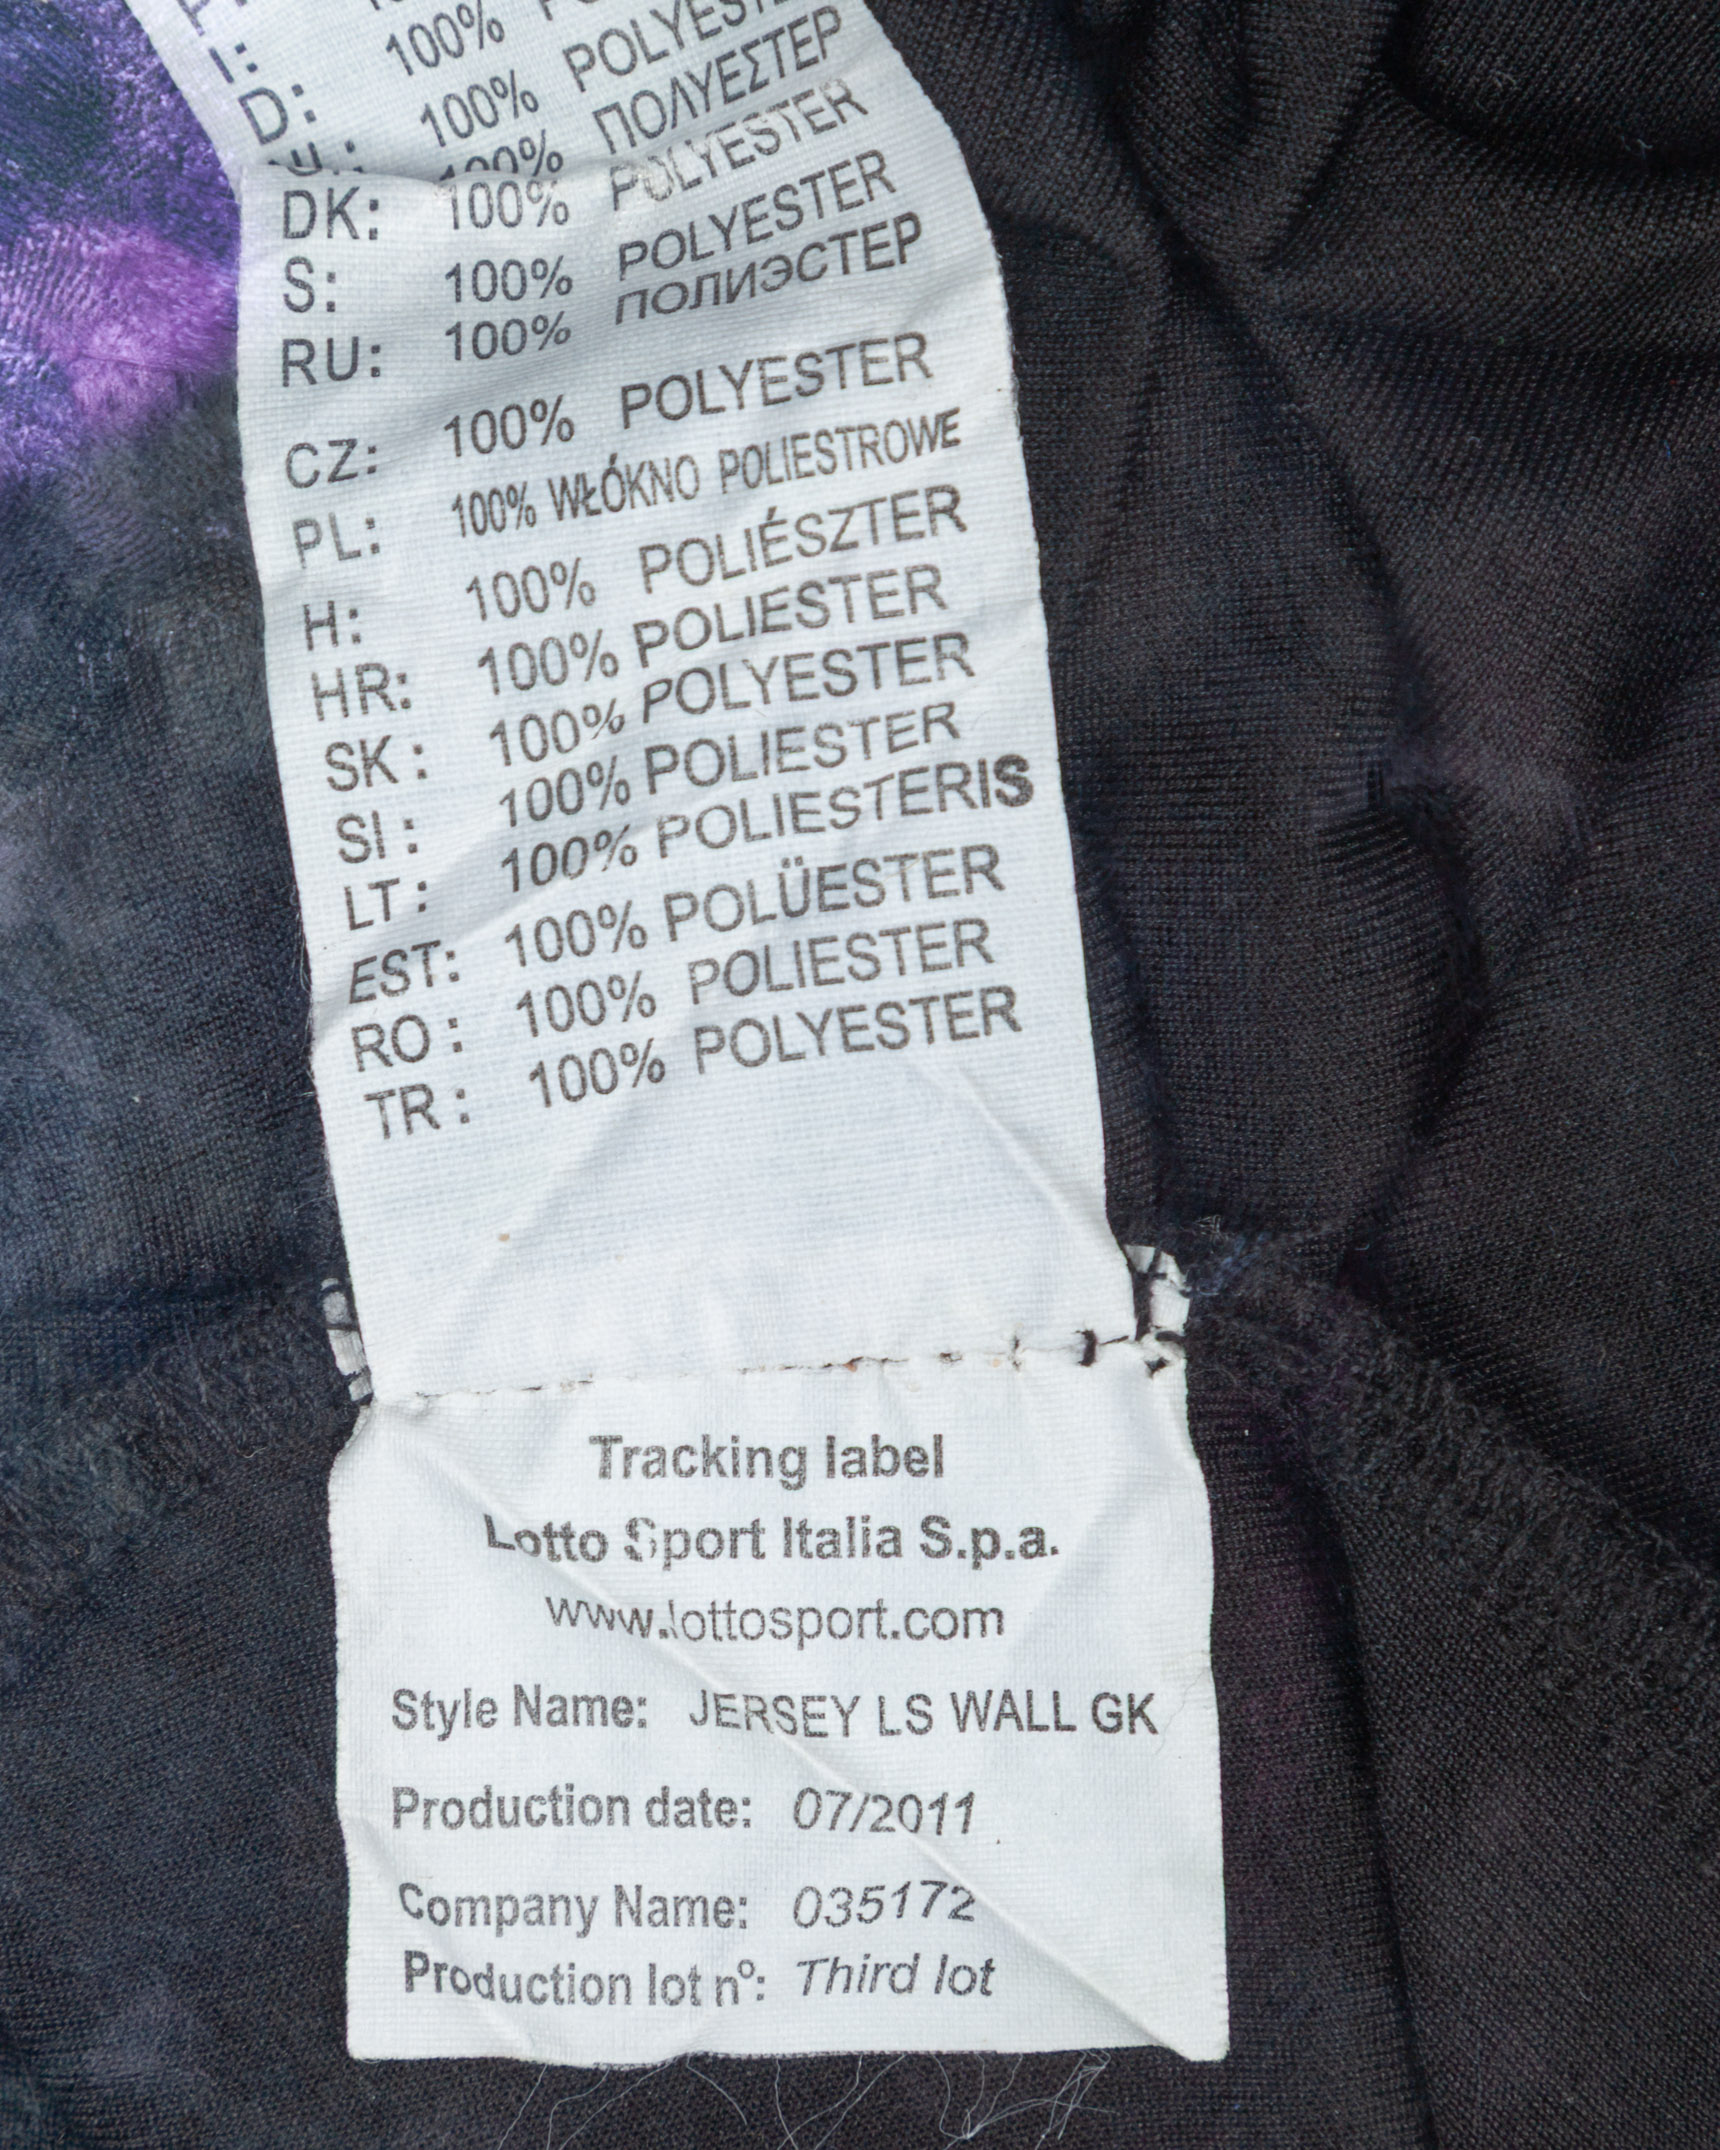 I: 100%
D: 100% POLYESTER
100% ΠΟΛΥΕΣΤΕΡ
DK: 100% POLYESTER
S: 100% POLYESTER
RU: 100% ПОЛИЭСТЕР
CZ: 100% POLYESTER
PL: 100% WŁÓKNO POLIESTROWE
H: 100% POLIÉSZTER
HR: 100% POLIESTER
SK : 100% POLYESTER
SI : 100% POLIESTER
LT : 100% POLIESTERIS
EST: 100% POLÜESTER
RO : 100% POLIESTER
TR : 100% POLYESTER
Tracking label
Lotto Sport Italia S.p.a.
www.lottosport.com
Style Name: JERSEY LS WALL GK
Production date: 07/2011
Company Name: 035172
Production lot nº: Third lot